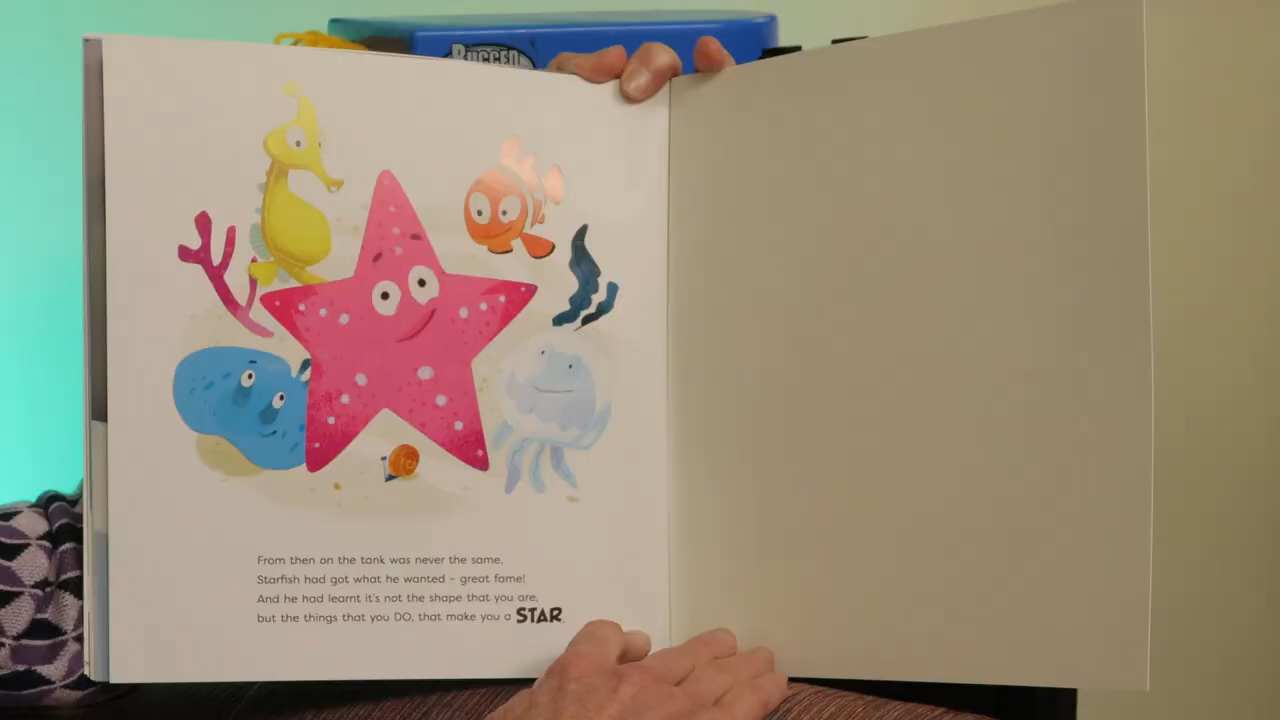 RUGGED
From then on the tank was never the same,
Starfish had got what he wanted – great fame!
And he had learnt it's not the shape that you are,
but the things that you DO, that make you a STAR.